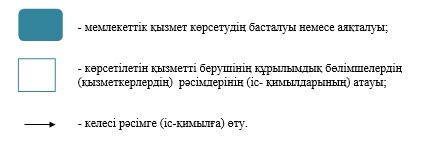 - мемлекеттік қызмет көрсетудің басталуы немесе аяқталуы;
- көрсетілетін қызметті берушінің құрылымдық бөлімшелердің
(қызметкерлердің) рәсімдерінің (іс- қимылдарының) атауы;
- келесі рәсімге (іс-қимылға) өту.